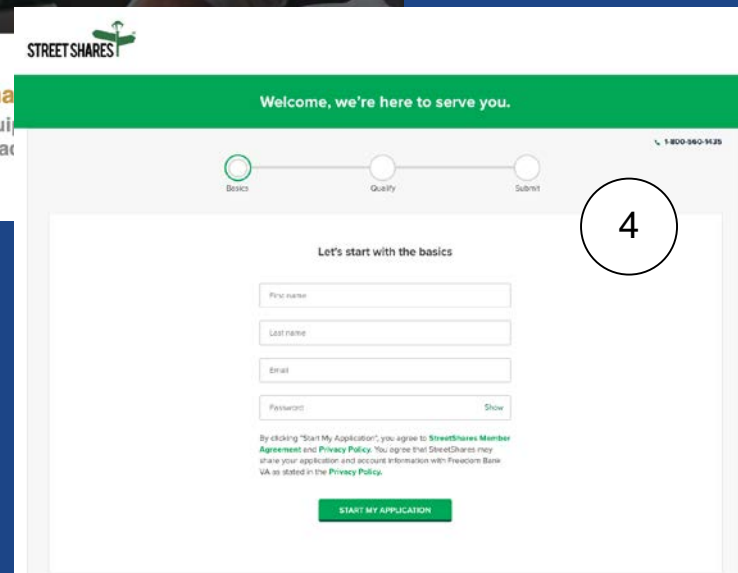 STREETSHARES
Welcome, we're here to serve you.
1-800-560-1435
Basics
Qualify
Submit
4
Let's start with the basics
First name
Last name
Email
Password
Show
By clicking "Start My Application", you agree to StreetShares Member
Agreement and Privacy Policy. You agree that StreetShares may
share your application and account information with Freedom Bank
VA as stated in the Privacy Policy.
START MY APPLICATION